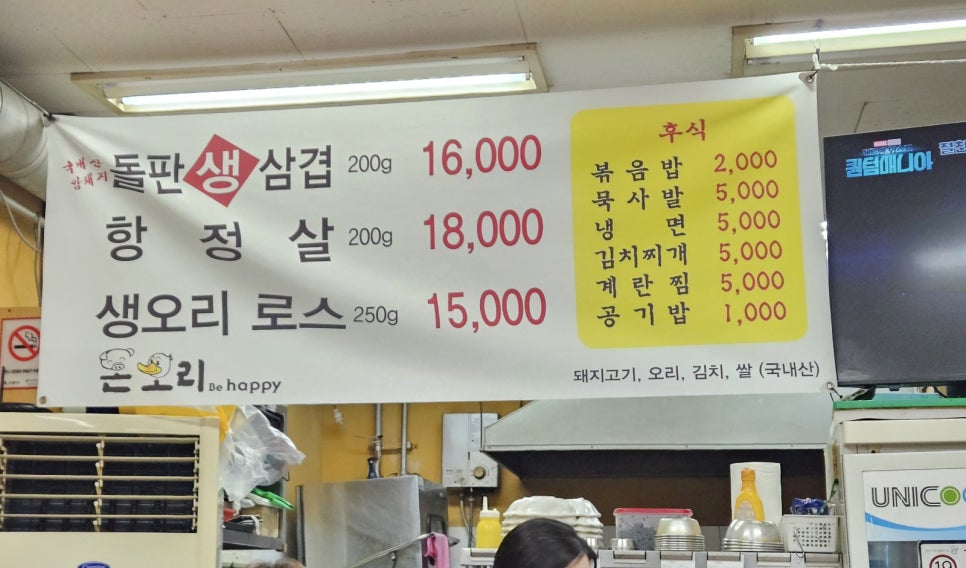 국내산
암돼지
돌판 생 삼겹 200g 16,000
항 정 살 200g 18,000
생오리 로스 250g 15,000
온오리 Be happy
후식
볶음밥 2,000
묵사발 5,000
냉 면 5,000
김치찌개 5,000
계란찜 5,000
공기밥 1,000
돼지고기, 오리, 김치, 쌀 (국내산)
퀀텀매니아
UNIC